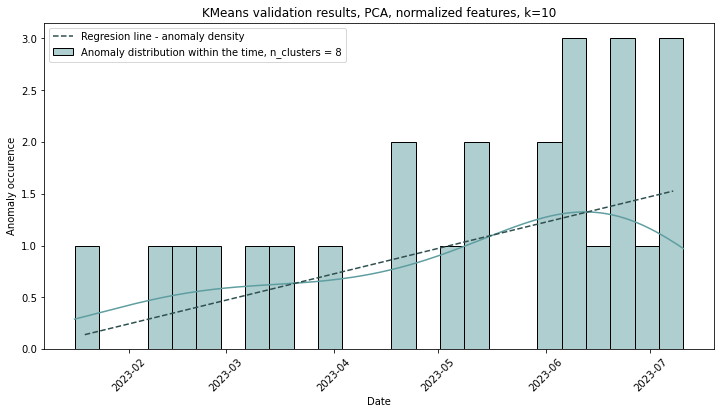 KMeans validation results, PCA, normalized features, k=10
Regresion line - anomaly density
Anomaly distribution within the time, n_clusters = 8
Anomaly occurence
3.0
2.5
2.0
1.5
1.0
0.5
0.0
2023-02
2023-03
2023-04
2023-05
2023-06
2023-07
Date